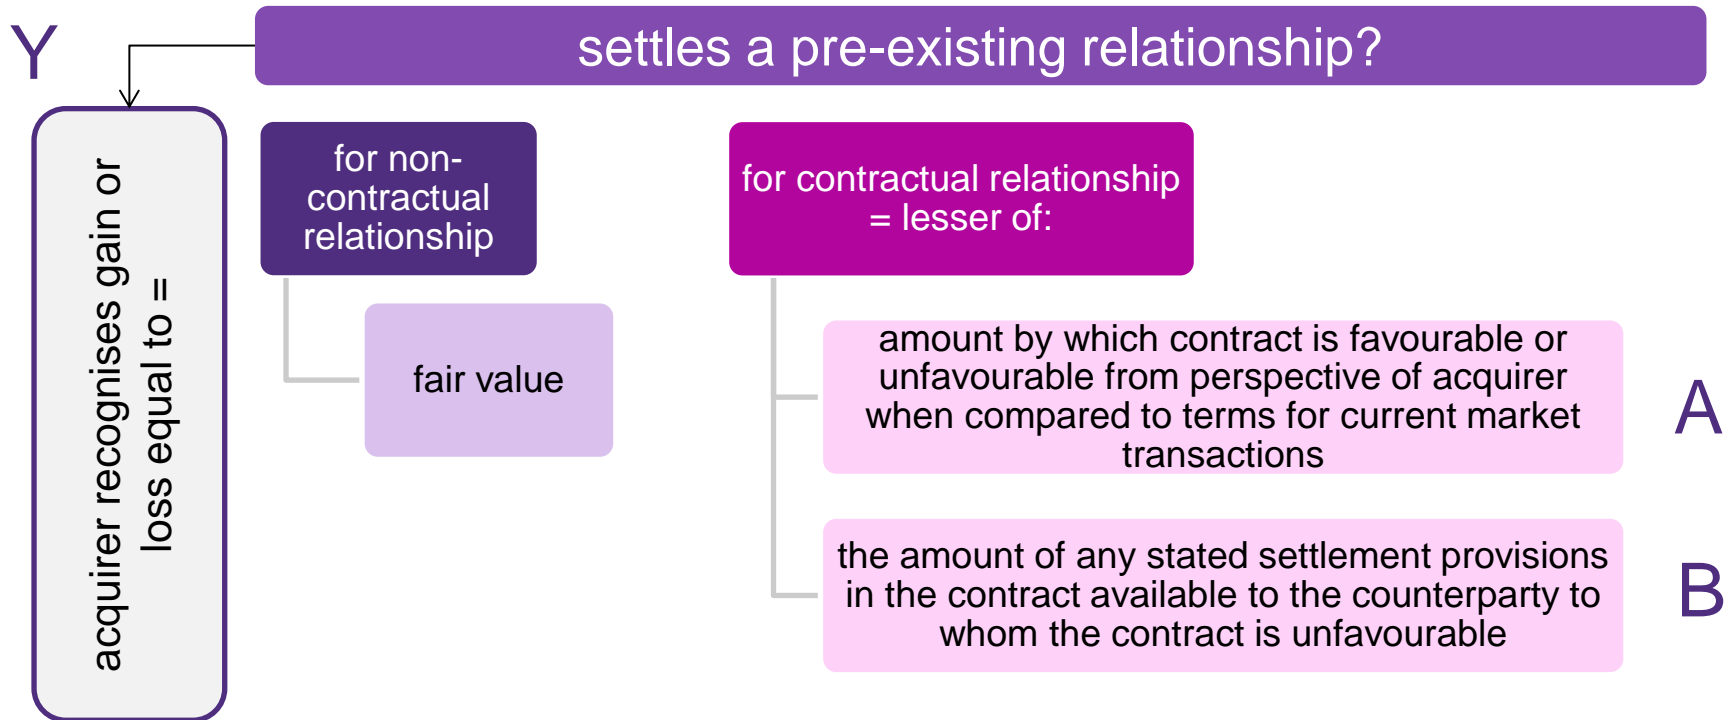 Y
settles a pre-existing relationship?
acquirer recognises gain or
loss equal to =
for non-
contractual
relationship
fair value
for contractual relationship
= lesser of:
amount by which contract is favourable or
unfavourable from perspective of acquirer
when compared to terms for current market
transactions
A
the amount of any stated settlement provisions
in the contract available to the counterparty to
whom the contract is unfavourable
B